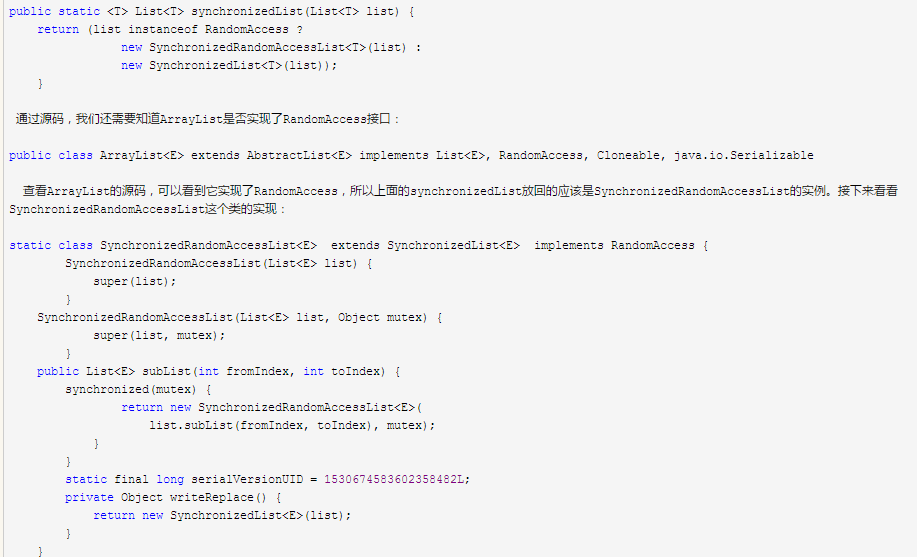 public static <T> List<T> synchronizedList(List<T> list) {
return (list instanceof RandomAccess ?
new SynchronizedRandomAccessList<T>(list) :
new SynchronizedList<T>(list));
}
通过源码，我们还需要知道ArrayList是否实现了RandomAccess接口：
public class ArrayList<E> extends AbstractList<E> implements List<E>, RandomAccess, Cloneable, java.io.Serializable
查看ArrayList的源码，可以看到它实现了RandomAccess，所以上面的synchronizedList放回的应该是SynchronizedRandomAccessList的实例。接下来看看
SynchronizedRandomAccessList这个类的实现：
static class SynchronizedRandomAccessList<E>  extends SynchronizedList<E>  implements RandomAccess {
SynchronizedRandomAccessList(List<E> list) {
super(list);
}
SynchronizedRandomAccessList(List<E> list, Object mutex) {
super(list, mutex);
}
public List<E> subList(int fromIndex, int toIndex) {
synchronized(mutex) {
return new SynchronizedRandomAccessList<E>(
list.subList(fromIndex, toIndex), mutex);
}
}
static final long serialVersionUID = 1530674583602358482L;
private Object writeReplace() {
return new SynchronizedList<E>(list);
}
}